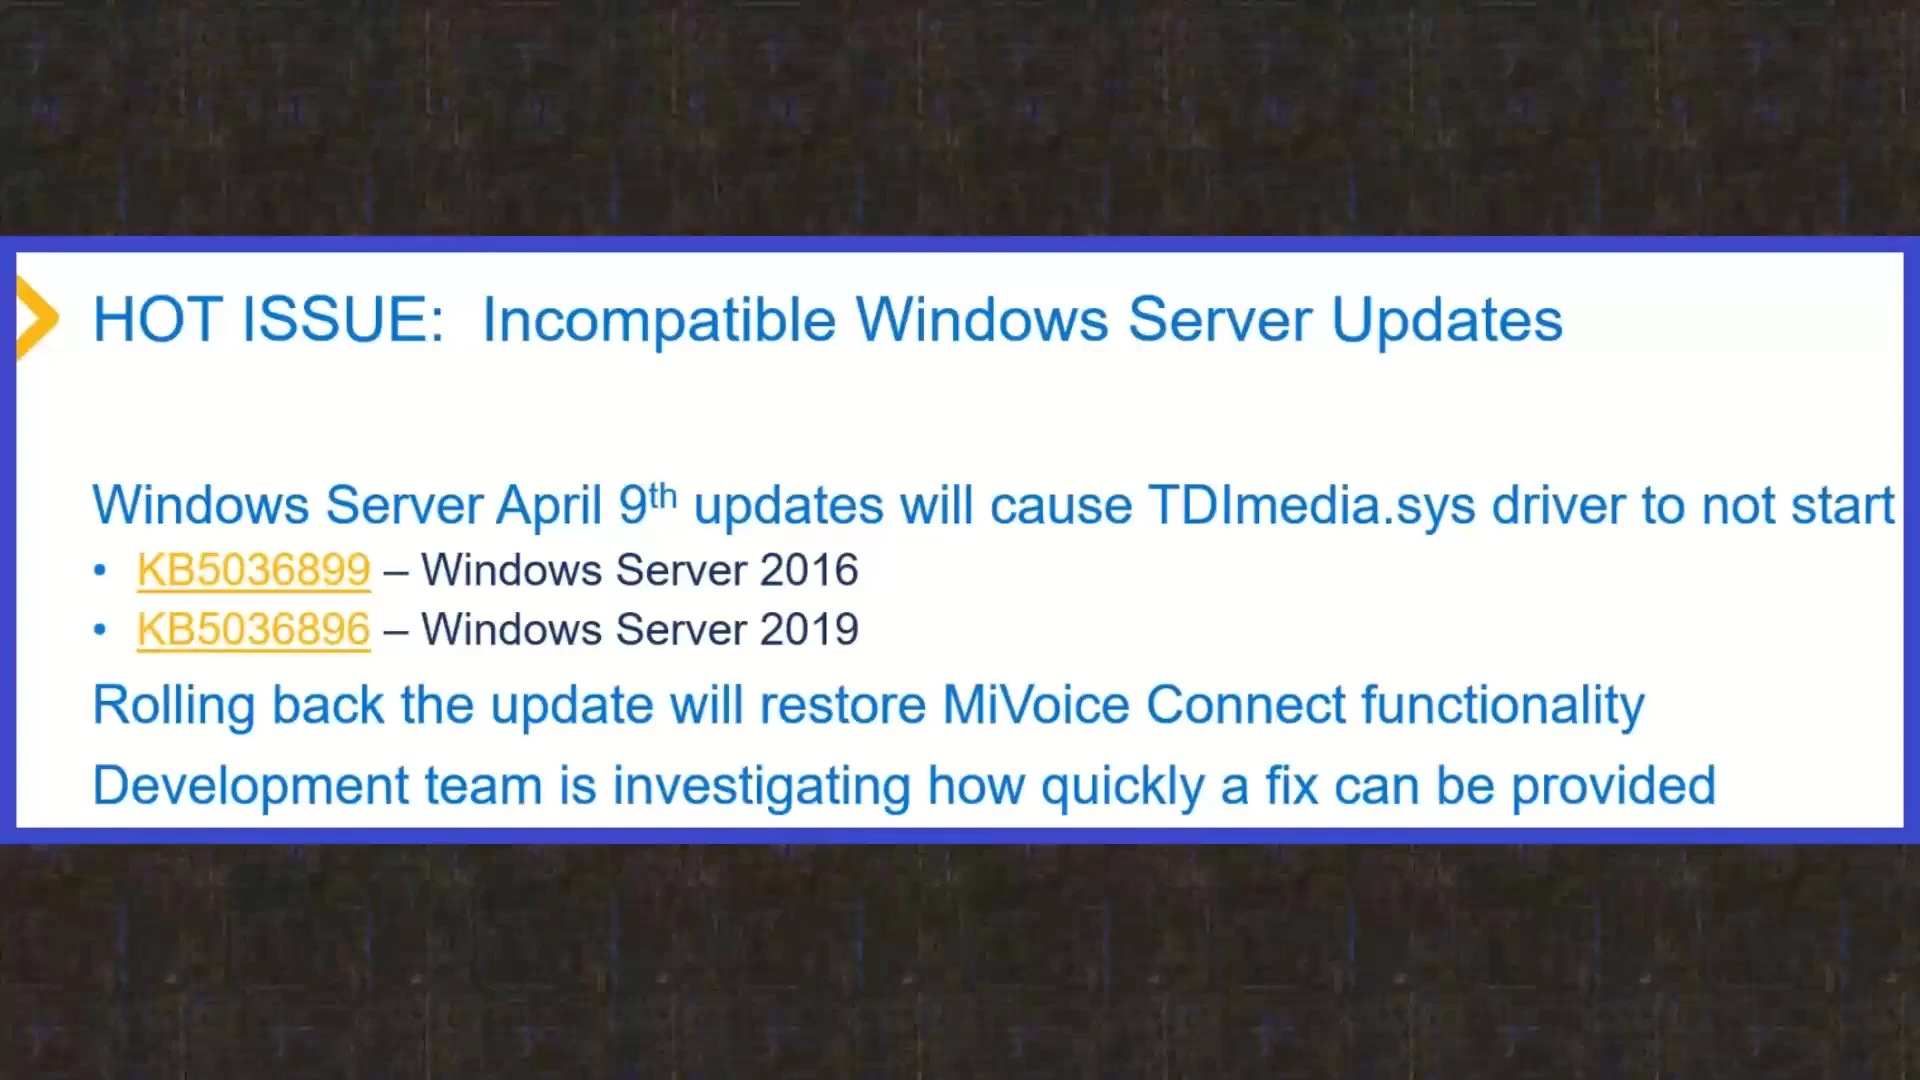 HOT ISSUE: Incompatible Windows Server Updates
Windows Server April 9th updates will cause TDImedia.sys driver to not start
• KB5036899 – Windows Server 2016
• KB5036896 – Windows Server 2019
Rolling back the update will restore MiVoice Connect functionality
Development team is investigating how quickly a fix can be provided